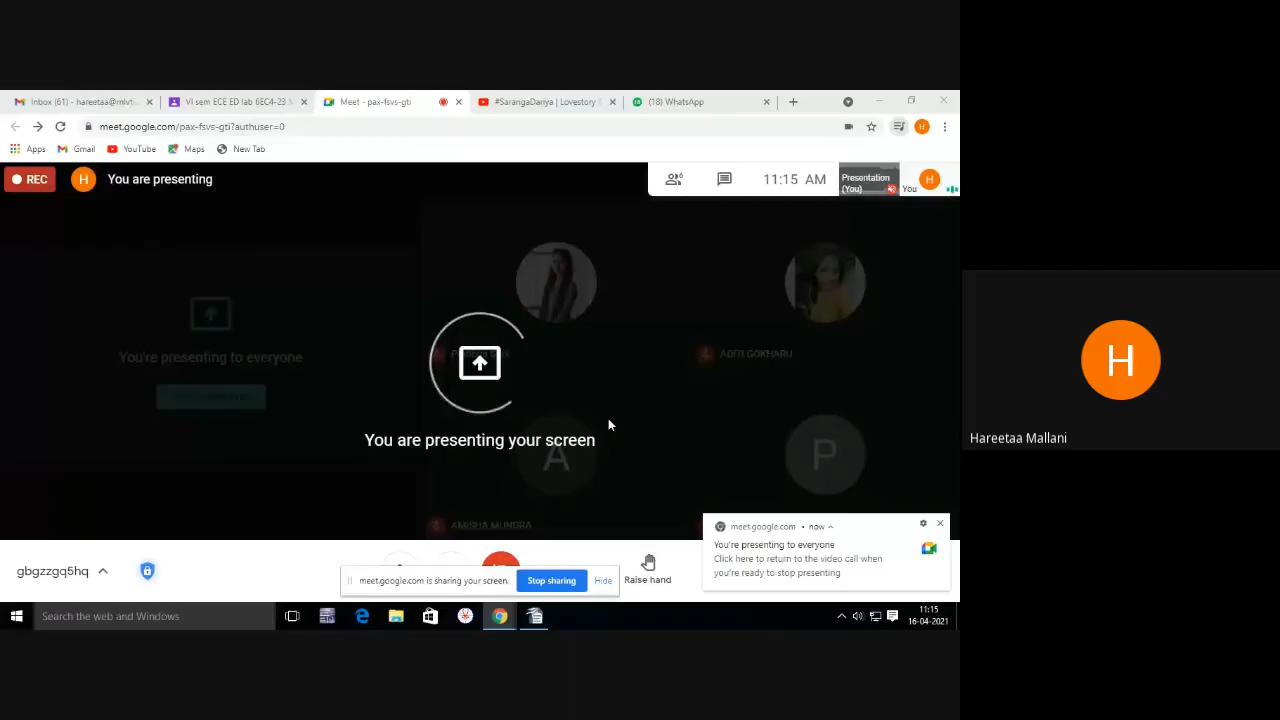 Inbox (61) - hareetaa@mlvti
VI sem ECE ED lab 6EC4-23
Meet - pax-fsvs-gti
#SarangaDariya | Lovestory
(18) WhatsApp
meet.google.com/pax-fsvs-gti?authuser=0
Apps
Gmail
YouTube
Maps
New Tab
REC
H
You are presenting
11:15 AM
Presentation
(You)
You
H
You're presenting to everyone
ADITI GOKHARU
You are presenting your screen
A
P
AMISHA MUNDRA
H
Hareetaa Mallani
meet.google.com • now
You're presenting to everyone
Click here to return to the video call when
you're ready to stop presenting
gbgzzgq5hq
meet.google.com is sharing your screen.
Stop sharing
Hide
Raise hand
Search the web and Windows
11:15
16-04-2021